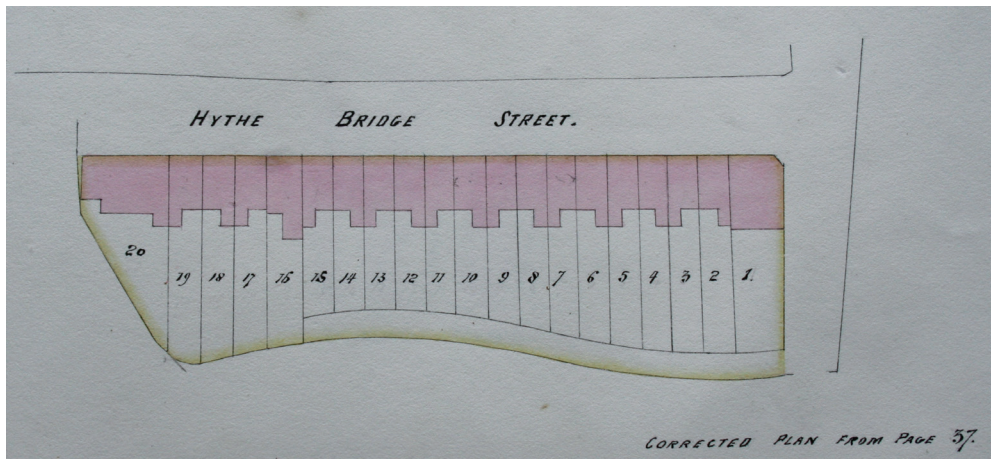 HYTHE BRIDGE STREET.
20 19 18 17 16 15 14 13 12 11 10 9 8 7 6 5 4 3 2 1.
CORRECTED PLAN FROM PAGE 37.